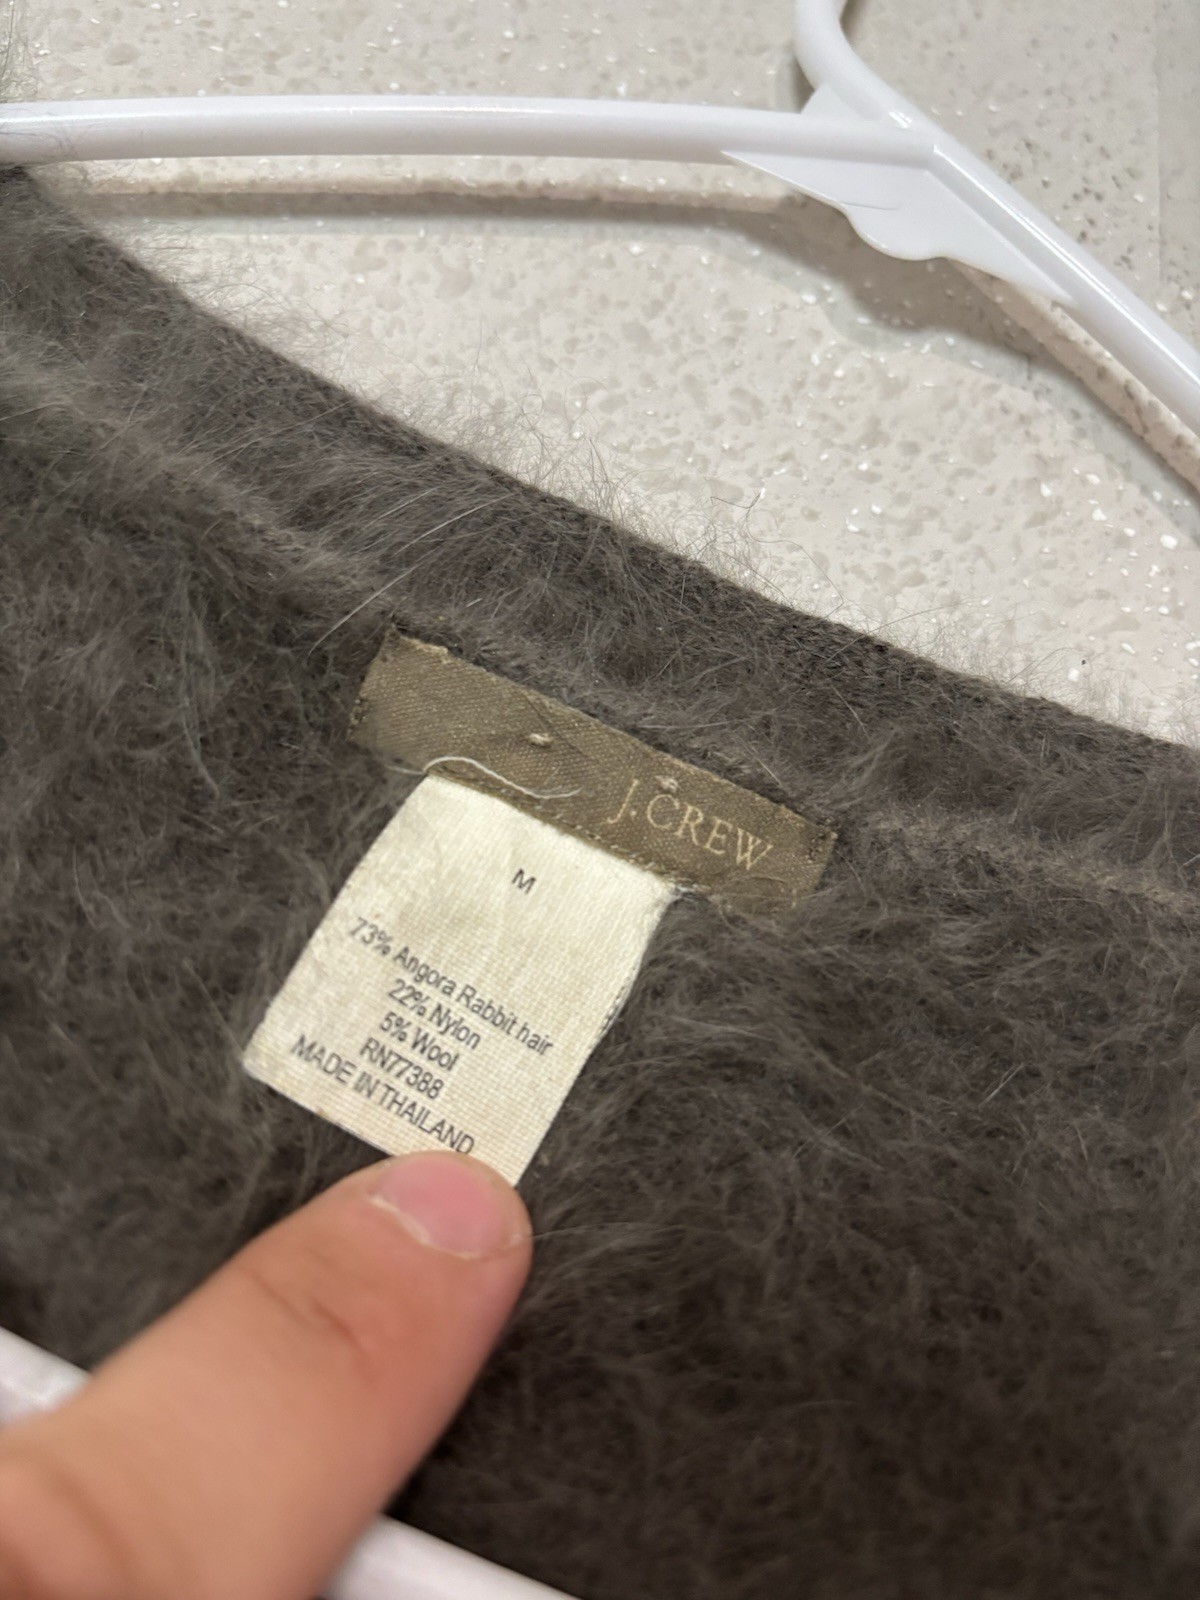 J.CREW
M
73% Angora Rabbit hair
22% Nylon
5% Wool
RN77388
MADE IN THAILAND